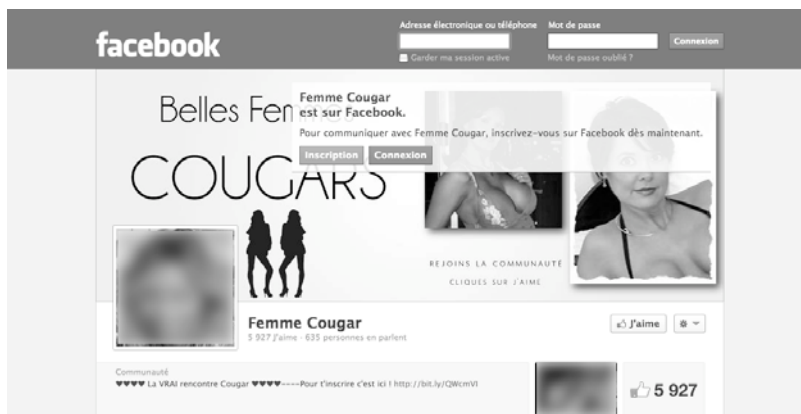 Adresse électronique ou téléphone
Mot de passe
facebook
Connexion
Garder ma session active
Mot de passe oublié ?
Femme Cougar
est sur Facebook.
Pour communiquer avec Femme Cougar, inscrivez-vous sur Facebook dès maintenant.
Inscription
Connexion
Belles Femmes
COUGARS
REJOINS LA COMMUNAUTÉ
CLIQUES SUR J'AIME
Femme Cougar
5 927 J'aime · 635 personnes en parlent
J'aime
Communauté
♥♥♥♥ La VRAI rencontre Cougar ♥♥♥♥----Pour t'inscrire c'est ici ! http://bit.ly/QWcmVl
5 927